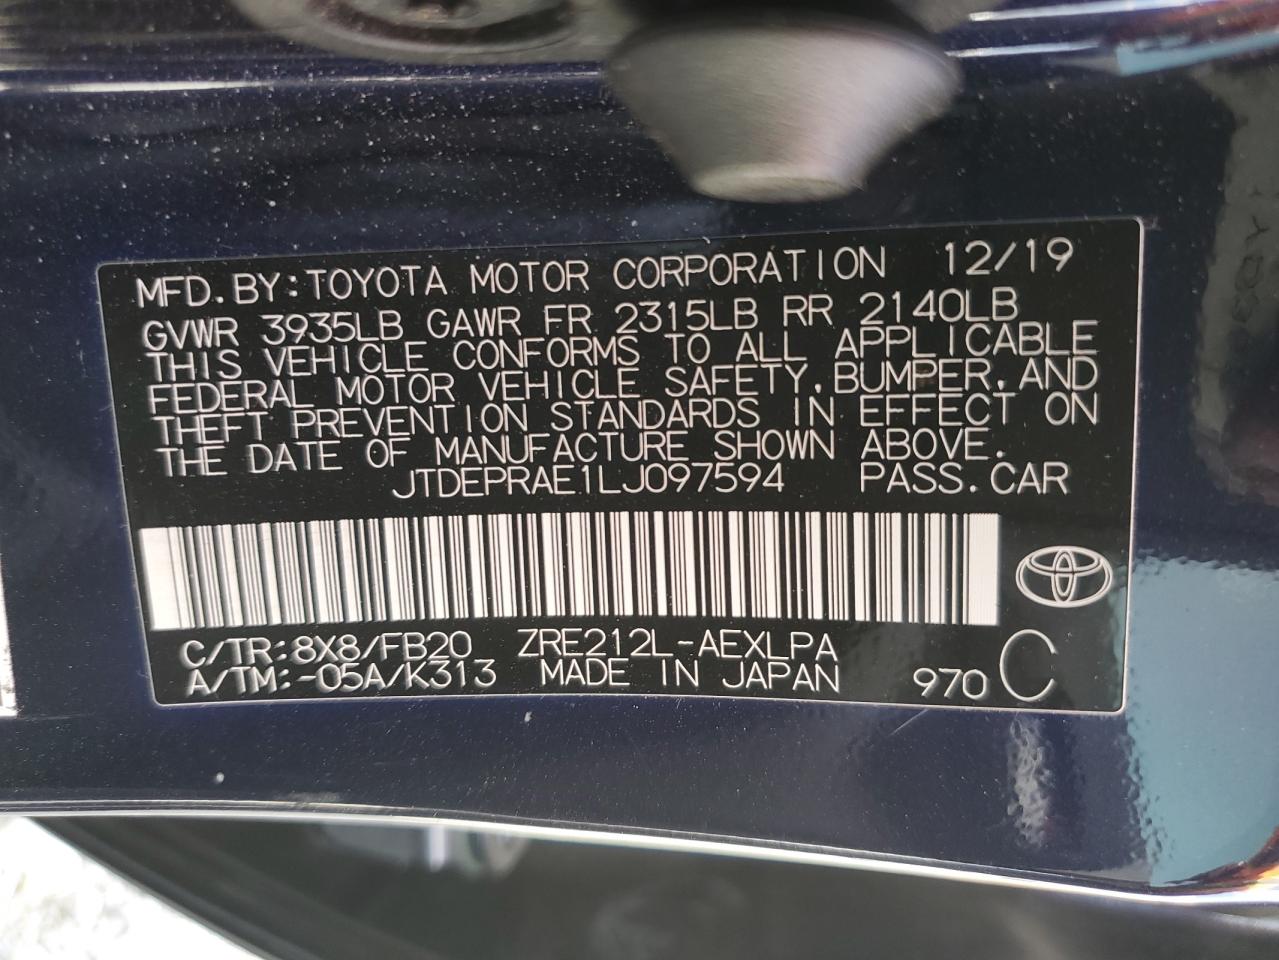 MFD.BY:TOYOTA MOTOR CORPORATION 12/19
GVWR 3935LB GAWR FR 2315LB RR 2140LB
THIS VEHICLE CONFORMS TO ALL APPLICABLE
FEDERAL MOTOR VEHICLE SAFETY,BUMPER,AND
THEFT PREVENTION STANDARDS IN EFFECT ON
THE DATE OF MANUFACTURE SHOWN ABOVE.
JTDEPRAE1LJ097594 PASS.CAR
C/TR:8X8/FB20 ZRE212L-AEXLPA
A/TM:-05A/K313 MADE IN JAPAN 970 C